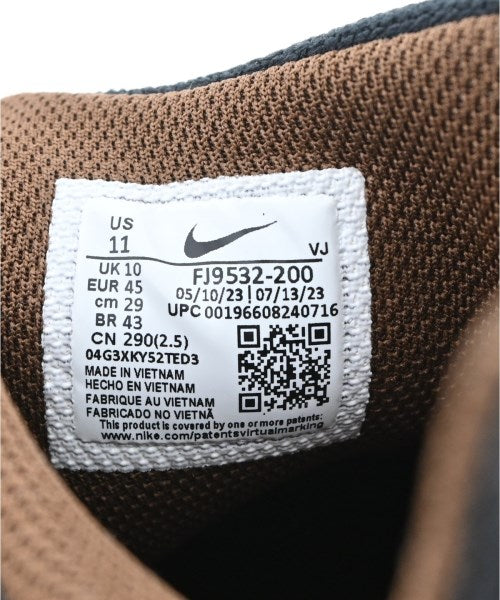 US
11
VJ
UK 10
EUR 45
cm 29
BR 43
CN 290(2.5)
FJ9532-200
05/10/23 | 07/13/23
UPC 00196608240716
04G3XKY52TED3
MADE IN VIETNAM
HECHO EN VIETNAM
FABRIQUE AU VIETNAM
FABRICADO NO VIETNÃ
This product is covered by one or more patents:
www.nike.com/patentsvirtualmarking